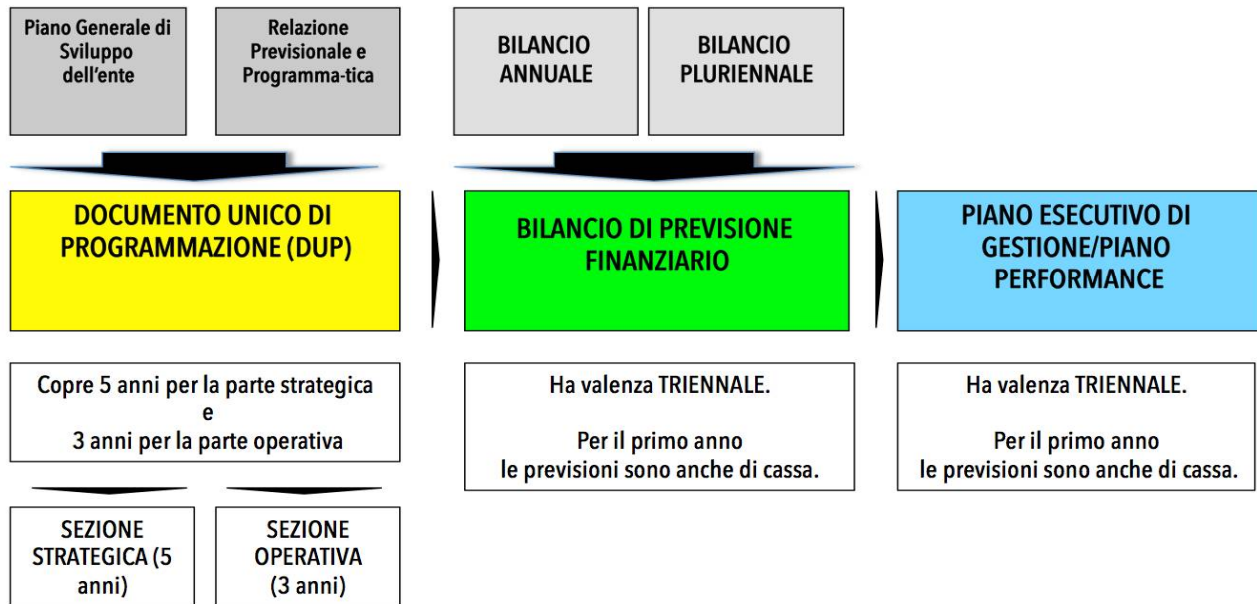 Piano Generale di
Sviluppo
dell'ente
Relazione
Previsionale e
Programma-tica
BILANCIO
ANNUALE
BILANCIO
PLURIENNALE
DOCUMENTO UNICO DI
PROGRAMMAZIONE (DUP)
BILANCIO DI PREVISIONE
FINANZIARIO
PIANO ESECUTIVO DI
GESTIONE/PIANO
PERFORMANCE
Copre 5 anni per la parte strategica
e
3 anni per la parte operativa
Ha valenza TRIENNALE.
Per il primo anno
le previsioni sono anche di cassa.
Ha valenza TRIENNALE.
Per il primo anno
le previsioni sono anche di cassa.
SEZIONE
STRATEGICA (5
anni)
SEZIONE
OPERATIVA
(3 anni)